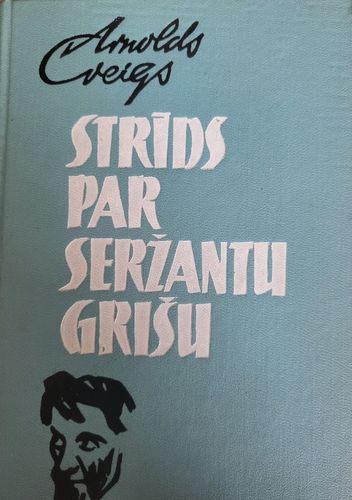 Arnolds
Cveigs
STRĪDS
PAR
SERŽANTU
GRIŠU